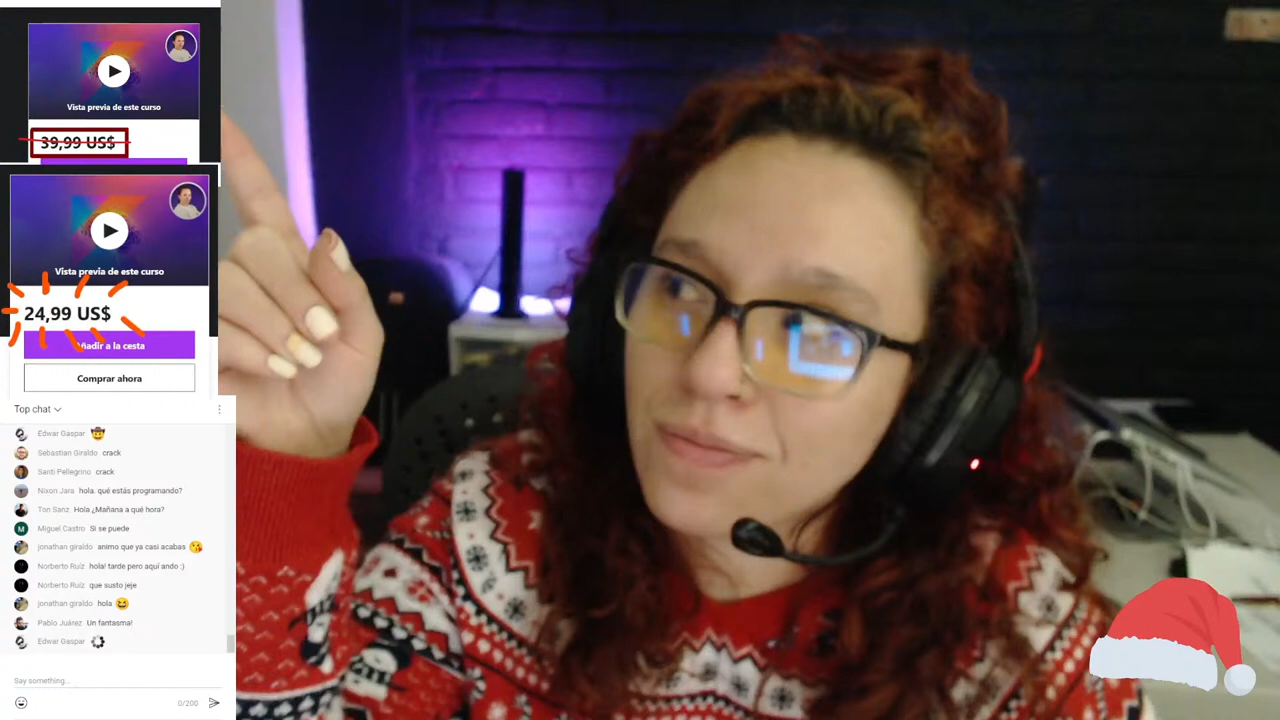 Vista previa de este curso
39,99 US$
Vista previa de este curso
24,99 US$
Añadir a la cesta
Comprar ahora
Top chat
Edwar Gaspar
Sebastian Giraldo crack
Santi Pellegrino crack
Nixon Jara hola. qué estás programando?
Ton Sanz Hola ¿Mañana a qué hora?
M
Miguel Castro Si se puede
jonathan giraldo animo que ya casi acabas
Norberto Ruíz hola! tarde pero aquí ando :)
Norberto Ruíz que susto jeje
jonathan giraldo hola
Pablo Juárez Un fantasma!
Edwar Gaspar
Say something...
0/200